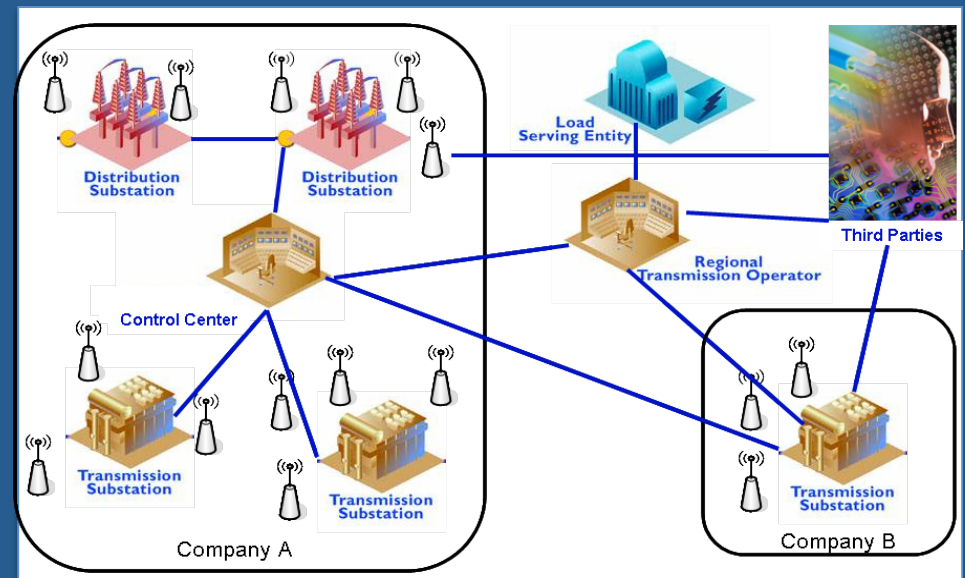 Distribution
Substation
Distribution
Substation
Load
Serving Entity
Third Parties
Regional
Transmission Operator
Control Center
Transmission
Substation
Transmission
Substation
Transmission
Substation
Company A
Company B